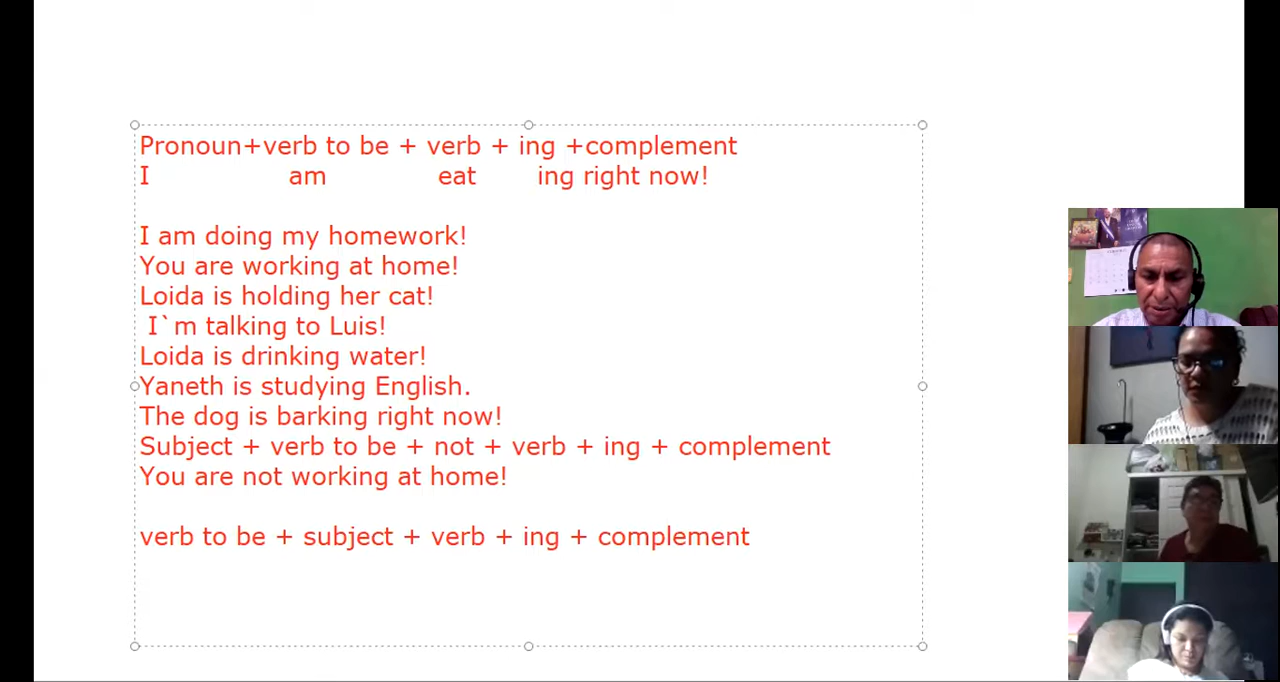 Pronoun+verb to be + verb + ing +complement
I am eat ing right now!
I am doing my homework!
You are working at home!
Loida is holding her cat!
I`m talking to Luis!
Loida is drinking water!
Yaneth is studying English.
The dog is barking right now!
Subject + verb to be + not + verb + ing + complement
You are not working at home!
verb to be + subject + verb + ing + complement